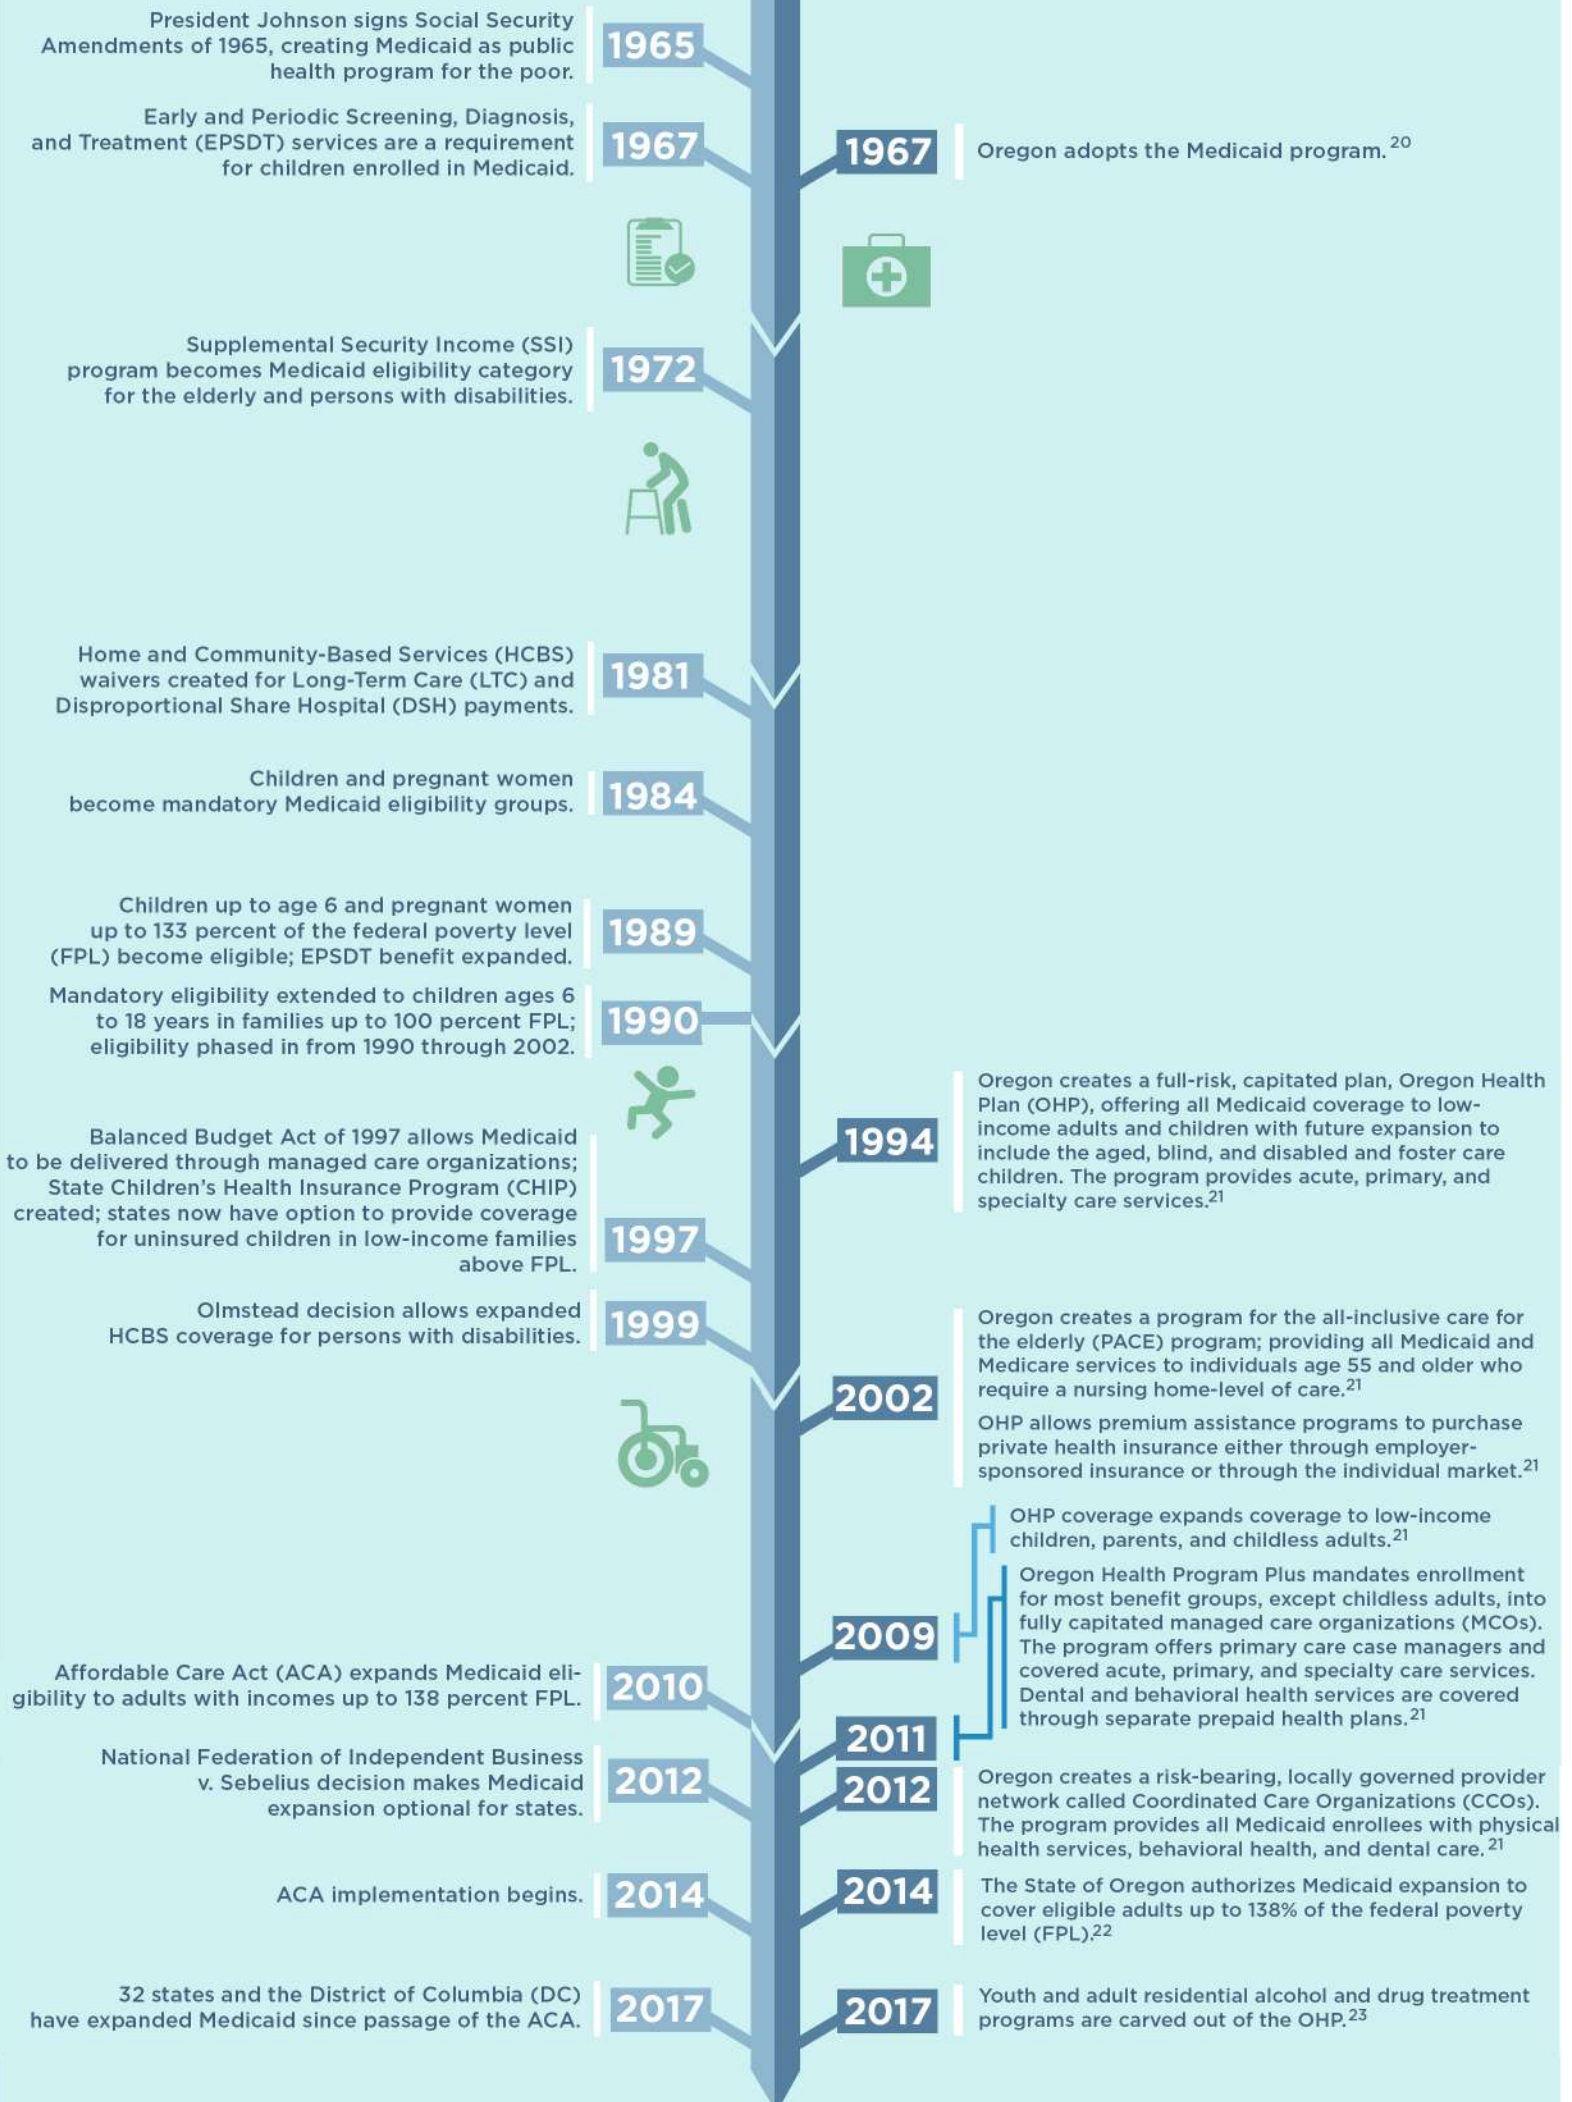 President Johnson signs Social Security
Amendments of 1965, creating Medicaid as public
health program for the poor.
1965
Early and Periodic Screening, Diagnosis,
and Treatment (EPSDT) services are a requirement
for children enrolled in Medicaid.
1967
1967
Oregon adopts the Medicaid program. 20
Supplemental Security Income (SSI)
program becomes Medicaid eligibility category
for the elderly and persons with disabilities.
1972
Home and Community-Based Services (HCBS)
waivers created for Long-Term Care (LTC) and
Disproportional Share Hospital (DSH) payments.
1981
Children and pregnant women
become mandatory Medicaid eligibility groups.
1984
Children up to age 6 and pregnant women
up to 133 percent of the federal poverty level
(FPL) become eligible; EPSDT benefit expanded.
1989
Mandatory eligibility extended to children ages 6
to 18 years in families up to 100 percent FPL;
eligibility phased in from 1990 through 2002.
1990
1994
Oregon creates a full-risk, capitated plan, Oregon Health
Plan (OHP), offering all Medicaid coverage to low-
income adults and children with future expansion to
include the aged, blind, and disabled and foster care
children. The program provides acute, primary, and
specialty care services.21
Balanced Budget Act of 1997 allows Medicaid
to be delivered through managed care organizations;
State Children's Health Insurance Program (CHIP)
created; states now have option to provide coverage
for uninsured children in low-income families
above FPL.
1997
Olmstead decision allows expanded
HCBS coverage for persons with disabilities.
1999
2002
Oregon creates a program for the all-inclusive care for
the elderly (PACE) program; providing all Medicaid and
Medicare services to individuals age 55 and older who
require a nursing home-level of care.21
OHP allows premium assistance programs to purchase
private health insurance either through employer-
sponsored insurance or through the individual market.21
2009
OHP coverage expands coverage to low-income
children, parents, and childless adults.21
Oregon Health Program Plus mandates enrollment
for most benefit groups, except childless adults, into
fully capitated managed care organizations (MCOs).
The program offers primary care case managers and
covered acute, primary, and specialty care services.
Dental and behavioral health services are covered
through separate prepaid health plans.21
Affordable Care Act (ACA) expands Medicaid eli-
gibility to adults with incomes up to 138 percent FPL.
2010
2011
National Federation of Independent Business
v. Sebelius decision makes Medicaid
expansion optional for states.
2012
2012
Oregon creates a risk-bearing, locally governed provider
network called Coordinated Care Organizations (CCOs).
The program provides all Medicaid enrollees with physical
health services, behavioral health, and dental care. 21
ACA implementation begins.
2014
2014
The State of Oregon authorizes Medicaid expansion to
cover eligible adults up to 138% of the federal poverty
level (FPL).22
32 states and the District of Columbia (DC)
have expanded Medicaid since passage of the ACA.
2017
2017
Youth and adult residential alcohol and drug treatment
programs are carved out of the OHP.23